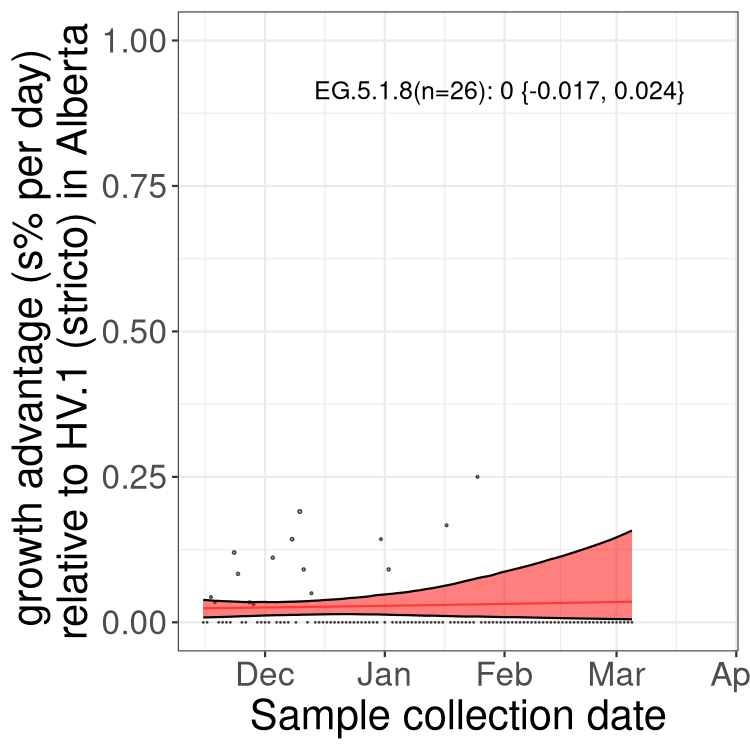 growth advantage (s% per day)
relative to HV.1 (stricto) in Alberta
1.00
0.75
0.50
0.25
0.00
EG.5.1.8(n=26): 0 {-0.017, 0.024}
Dec
Jan
Feb
Mar
Ap
Sample collection date